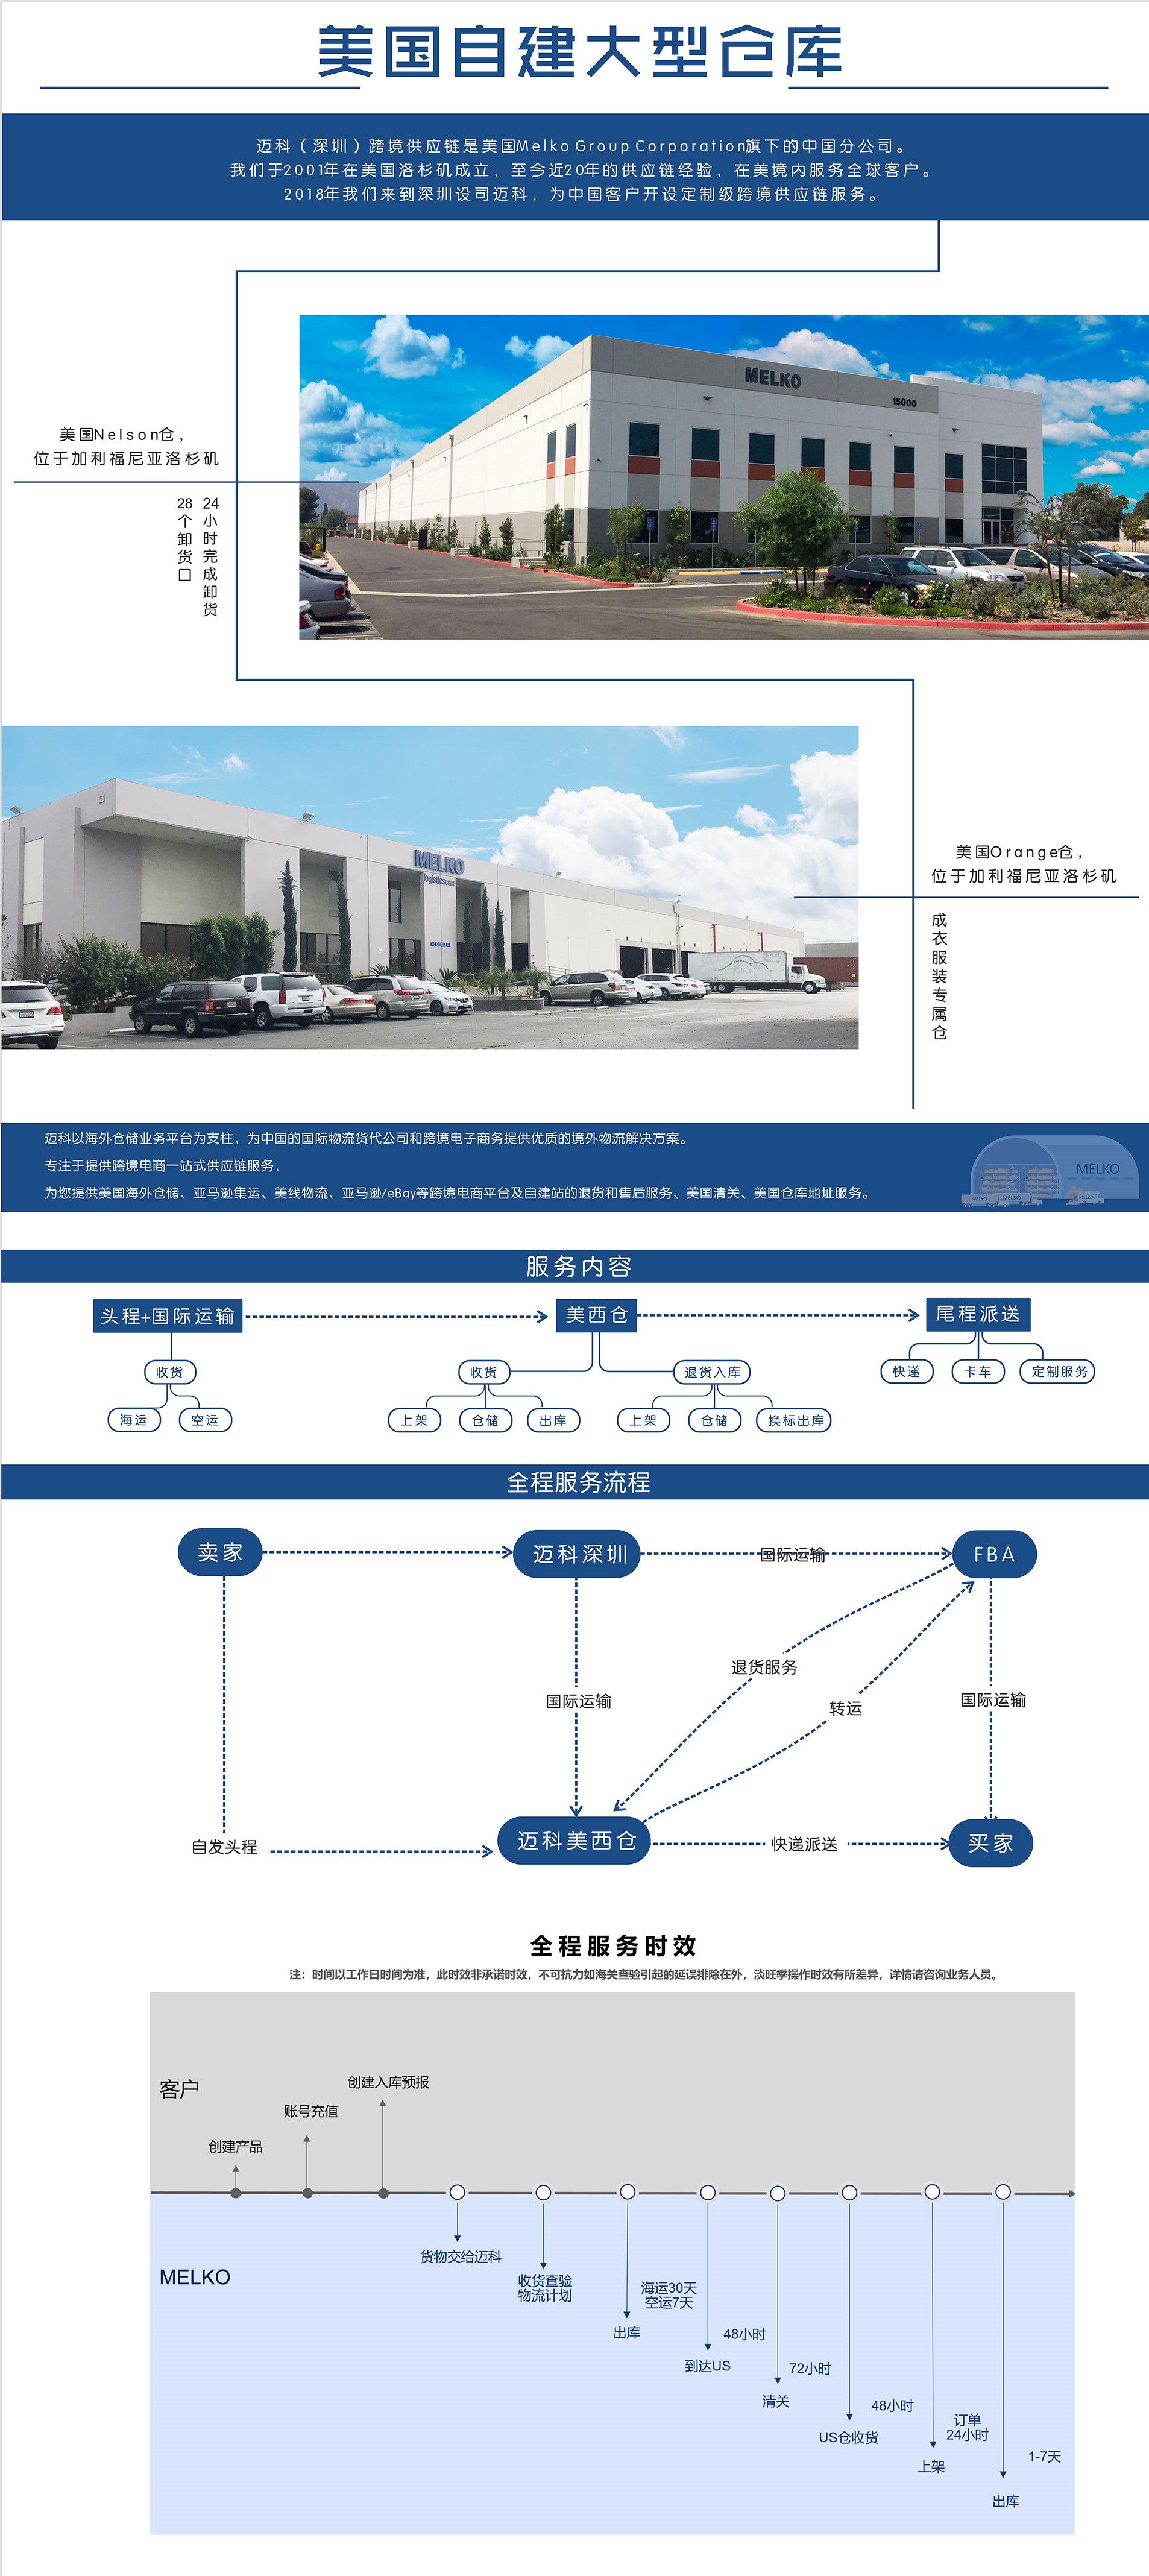 美国自建大型仓库
迈科（深圳）跨境供应链是美国Melko Group Corporation旗下的中国分公司。
我们于2001年在美国洛杉矶成立，至今近20年的供应链经验，在美境内服务全球客户。
2018年我们来到深圳设司迈科，为中国客户开设定制级跨境供应链服务。
MELKO
15000
美国Nelson仓，
位于加利福尼亚洛杉矶
24小时完成卸货
28个卸货口
MELKO
logistics
美国Orange仓，
位于加利福尼亚洛杉矶
成衣服装专属仓
迈科以海外仓储业务平台为支柱，为中国的国际物流货代公司和跨境电子商务提供优质的境外物流解决方案。
专注于提供跨境电商一站式供应链服务，
为您提供美国海外仓储、亚马逊集运、美线物流、亚马逊/eBay等跨境电商平台及自建站的退货和售后服务、美国清关、美国仓库地址服务。
MELKO
MELKO
MELKO
MELKO
服务内容
头程+国际运输
美西仓
尾程派送
收货
收货
退货入库
快递
卡车
定制服务
海运
空运
上架
仓储
出库
上架
仓储
换标出库
全程服务流程
卖家
迈科深圳
国际运输
FBA
退货服务
国际运输
转运
国际运输
自发头程
迈科美西仓
快递派送
买家
全程服务时效
注：时间以工作日时间为准，此时效非承诺时效，不可抗力如海关查验引起的延误排除在外，淡旺季操作时效有所差异，详情请咨询业务人员。
客户
创建入库预报
账号充值
创建产品
MELKO
货物交给迈科
收货查验
物流计划
海运30天
空运7天
出库
48小时
到达US
72小时
清关
48小时
US仓收货
订单
24小时
上架
1-7天
出库